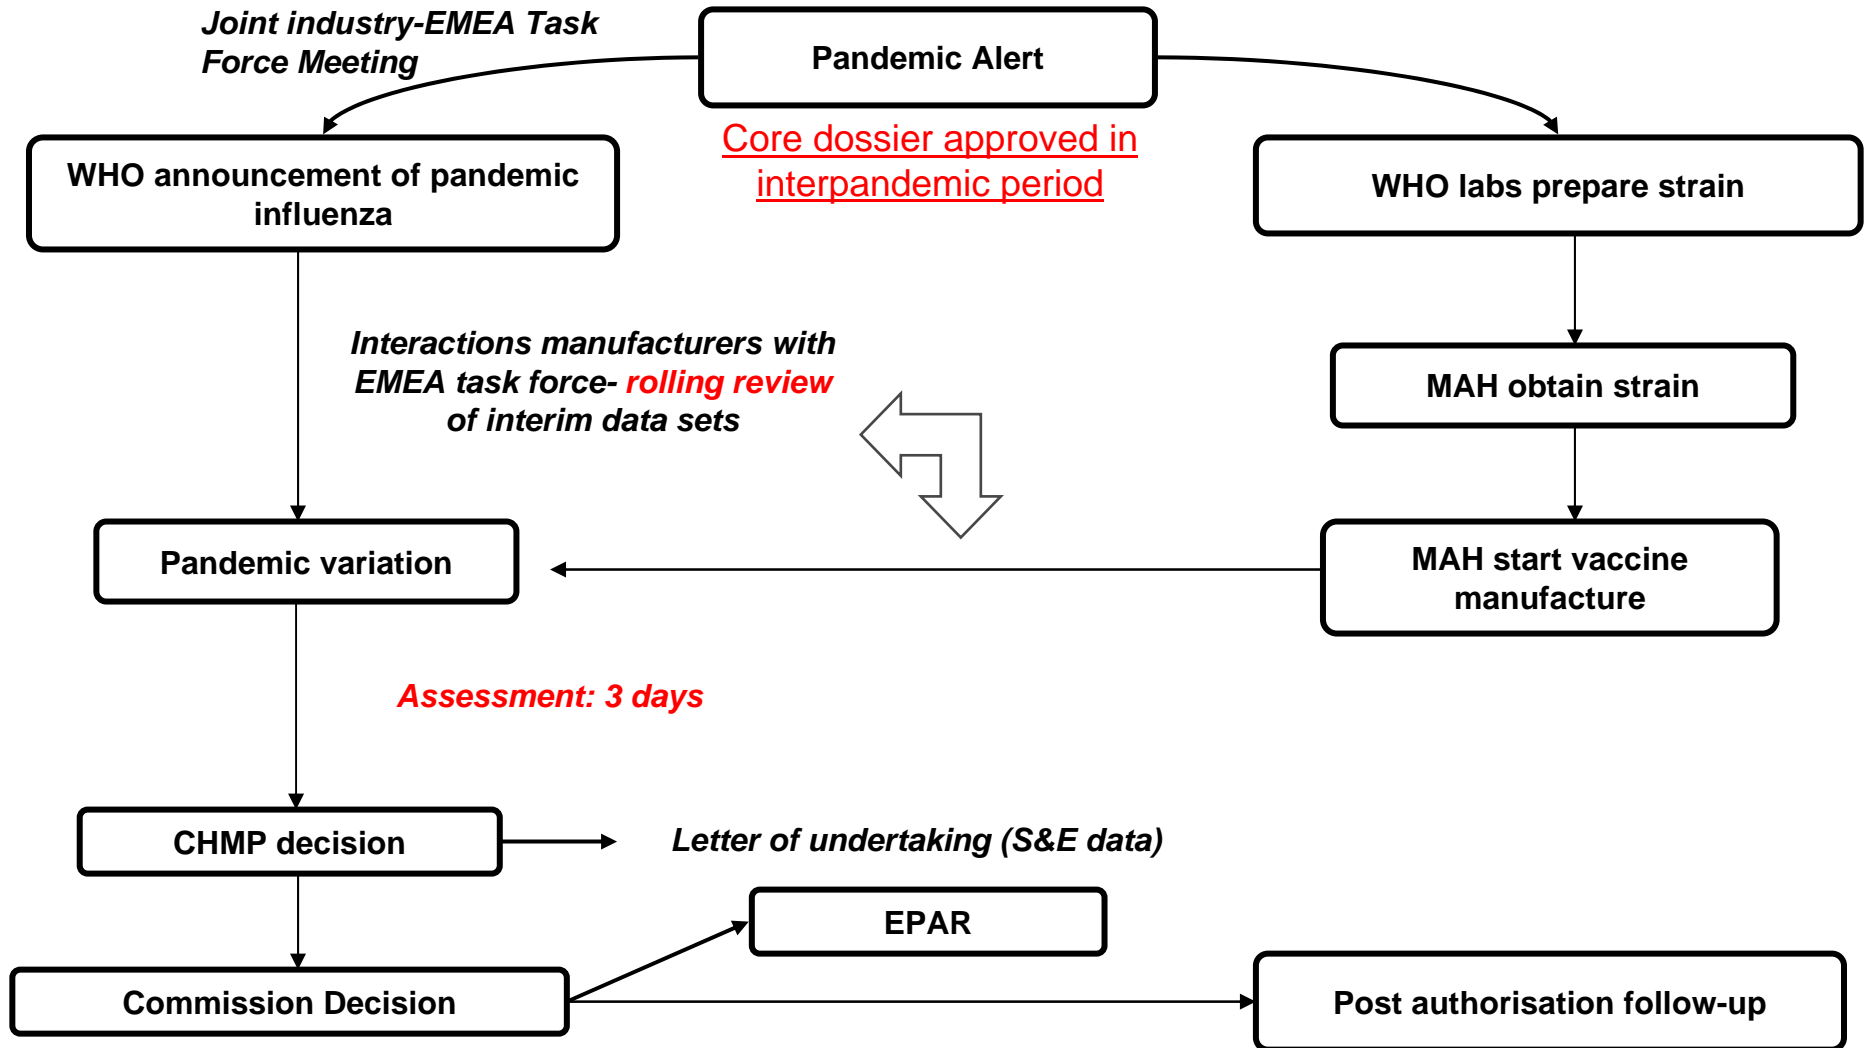 Joint industry-EMEA Task
Force Meeting
Pandemic Alert
Core dossier approved in
interpandemic period
WHO announcement of pandemic
influenza
WHO labs prepare strain
Interactions manufacturers with
EMEA task force- rolling review
of interim data sets
MAH obtain strain
Pandemic variation
MAH start vaccine
manufacture
Assessment: 3 days
CHMP decision
Letter of undertaking (S&E data)
EPAR
Commission Decision
Post authorisation follow-up